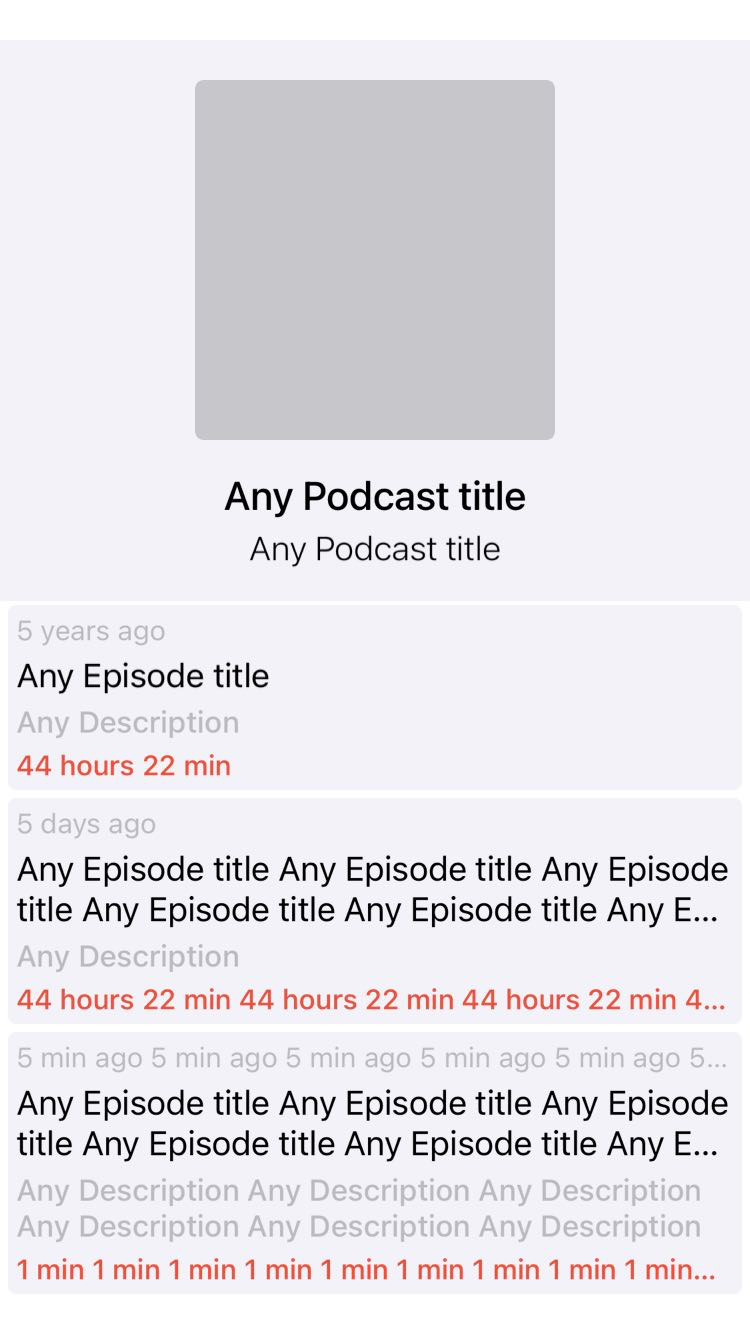 Any Podcast title
Any Podcast title
5 years ago
Any Episode title
Any Description
44 hours 22 min
5 days ago
Any Episode title Any Episode title Any Episode
title Any Episode title Any Episode title Any E...
Any Description
44 hours 22 min 44 hours 22 min 44 hours 22 min 4...
5 min ago 5 min ago 5 min ago 5 min ago 5 min ago 5...
Any Episode title Any Episode title Any Episode
title Any Episode title Any Episode title Any E...
Any Description Any Description Any Description
Any Description Any Description Any Description
1 min 1 min 1 min 1 min 1 min 1 min 1 min 1 min 1 min...